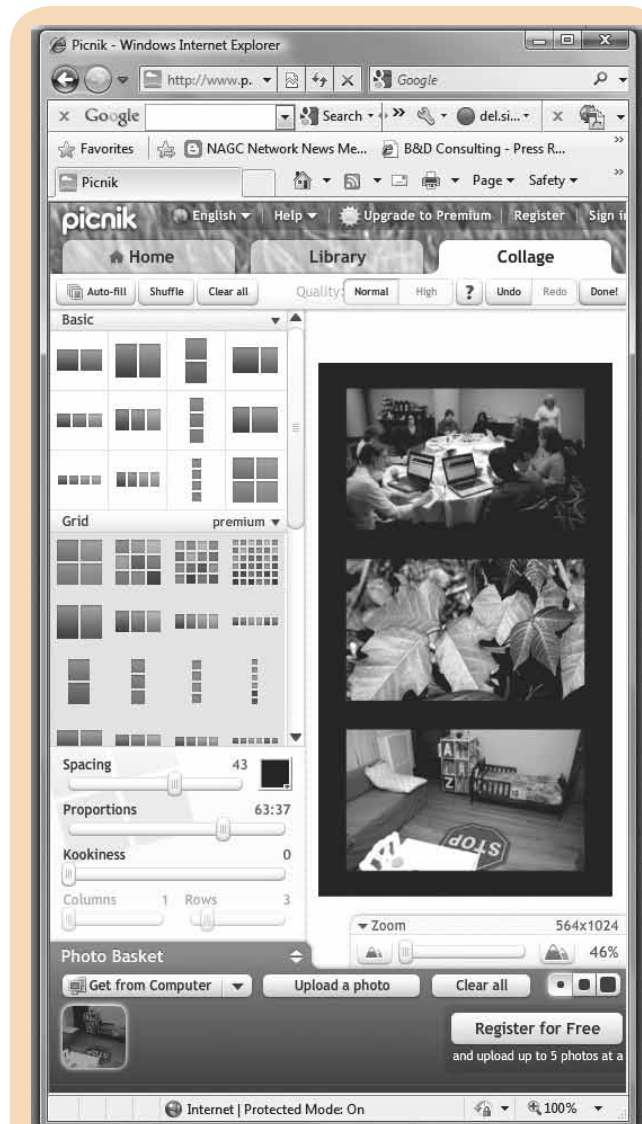 Picnik - Windows Internet Explorer
http://www.p.
Google
Google Search del.si...
Favorites NAGC Network News Me... B&D Consulting - Press R...
Picnik Page Safety
picnik English Help Upgrade to Premium Register Sign in
Home Library Collage
Auto-fill Shuffle Clear all Quality: Normal High ? Undo Redo Done!
Basic
Grid premium
Spacing 43
Proportions 63:37
Kookiness 0
Columns 1 Rows 3
A
Z
STOP
Zoom 564x1024
46%
Photo Basket
Get from Computer Upload a photo Clear all
Register for Free
and upload up to 5 photos at a
Internet | Protected Mode: On 100%